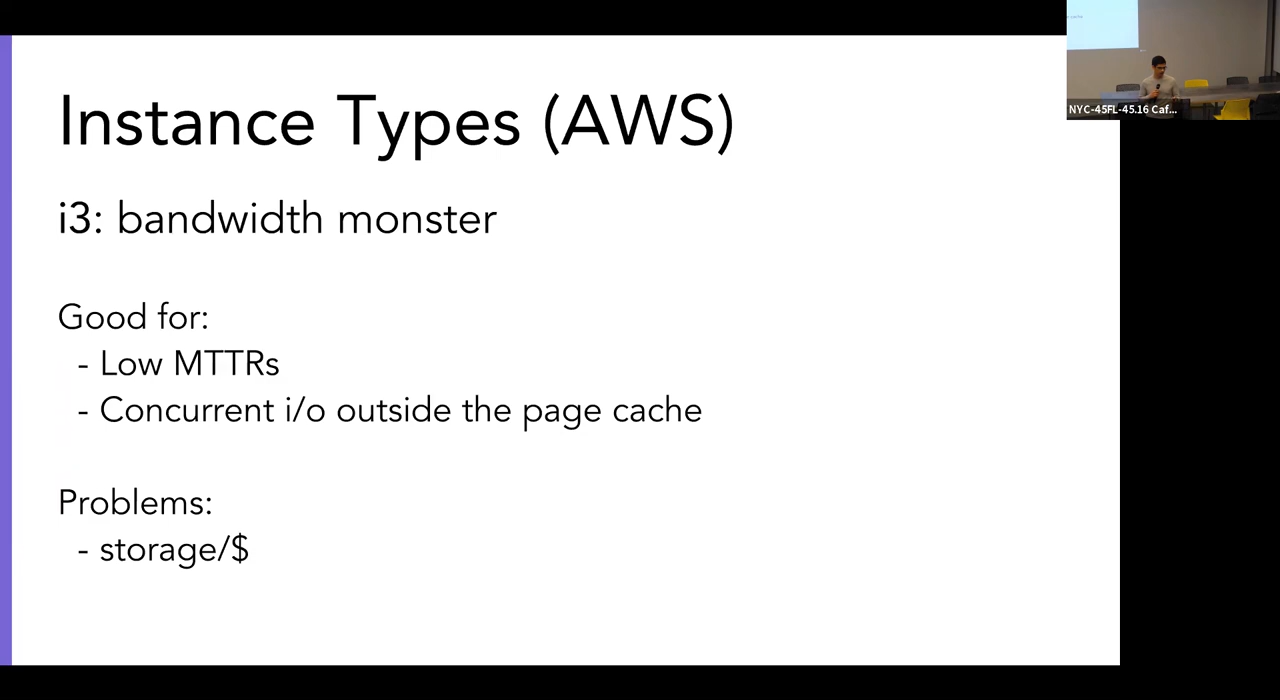 Instance Types (AWS)
i3: bandwidth monster
Good for:
- Low MTTRs
- Concurrent i/o outside the page cache
Problems:
- storage/$
NYC-45FL-45.16 Caf...